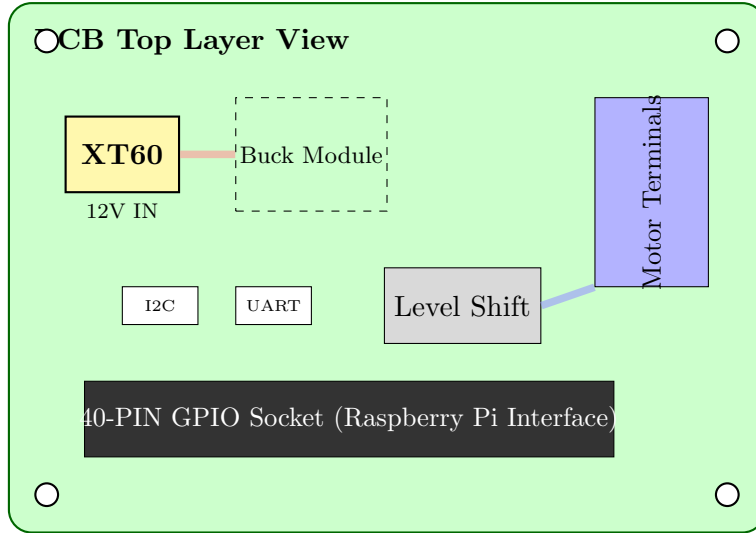 PCB Top Layer View
XT60
12V IN
Buck Module
Motor Terminals
I2C
UART
Level Shift
40-PIN GPIO Socket (Raspberry Pi Interface)